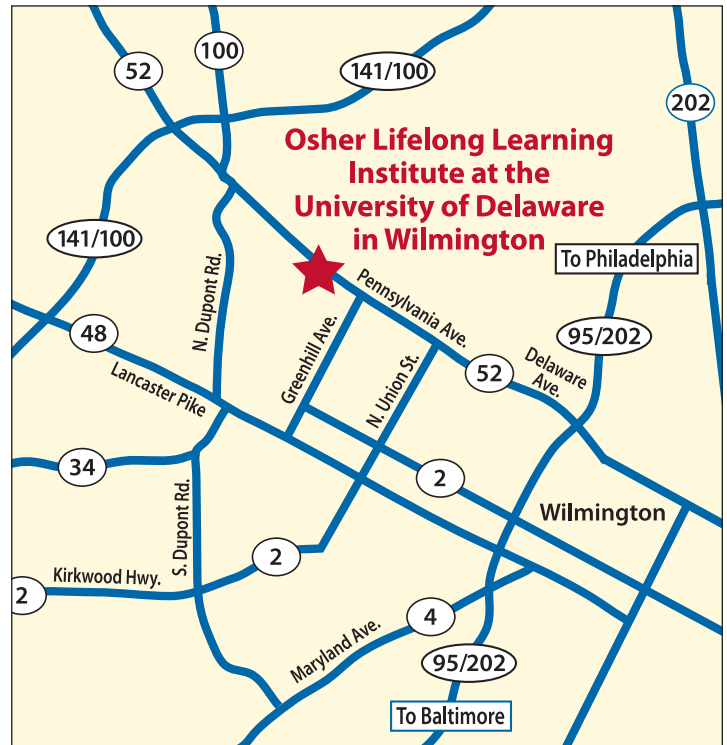 100
52
141/100
202
Osher Lifelong Learning
Institute at the
University of Delaware
in Wilmington
141/100
To Philadelphia
N. Dupont Rd.
Pennsylvania Ave.
48
95/202
Greenhill Ave.
Lancaster Pike
N. Union St.
52
Delaware
Ave.
34
2
S. Dupont Rd.
Wilmington
2
Kirkwood Hwy.
2
4
Maryland Ave.
95/202
To Baltimore